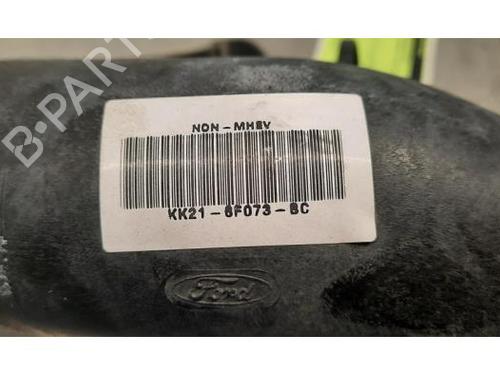 B-PARTS
NON-MHEV
KK21-6F073-BC
Ford